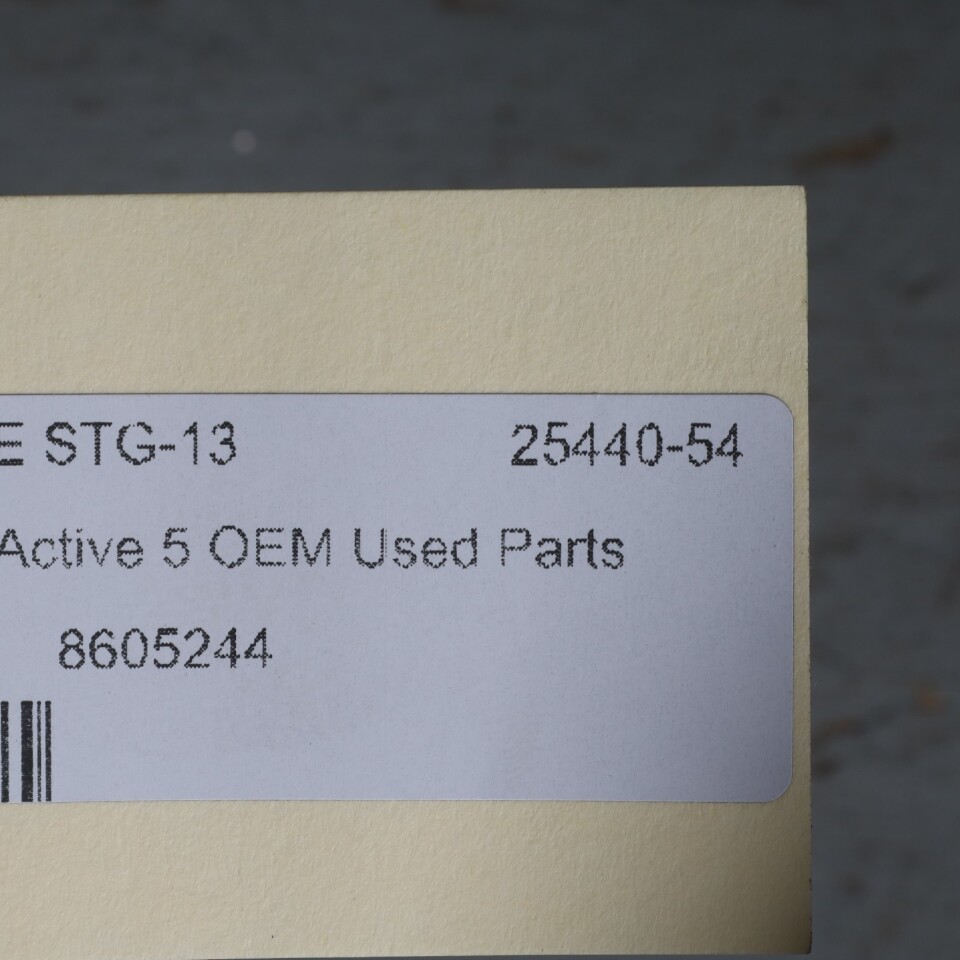 E STG-13 25440-54
Active 5 OEM Used Parts
8605244